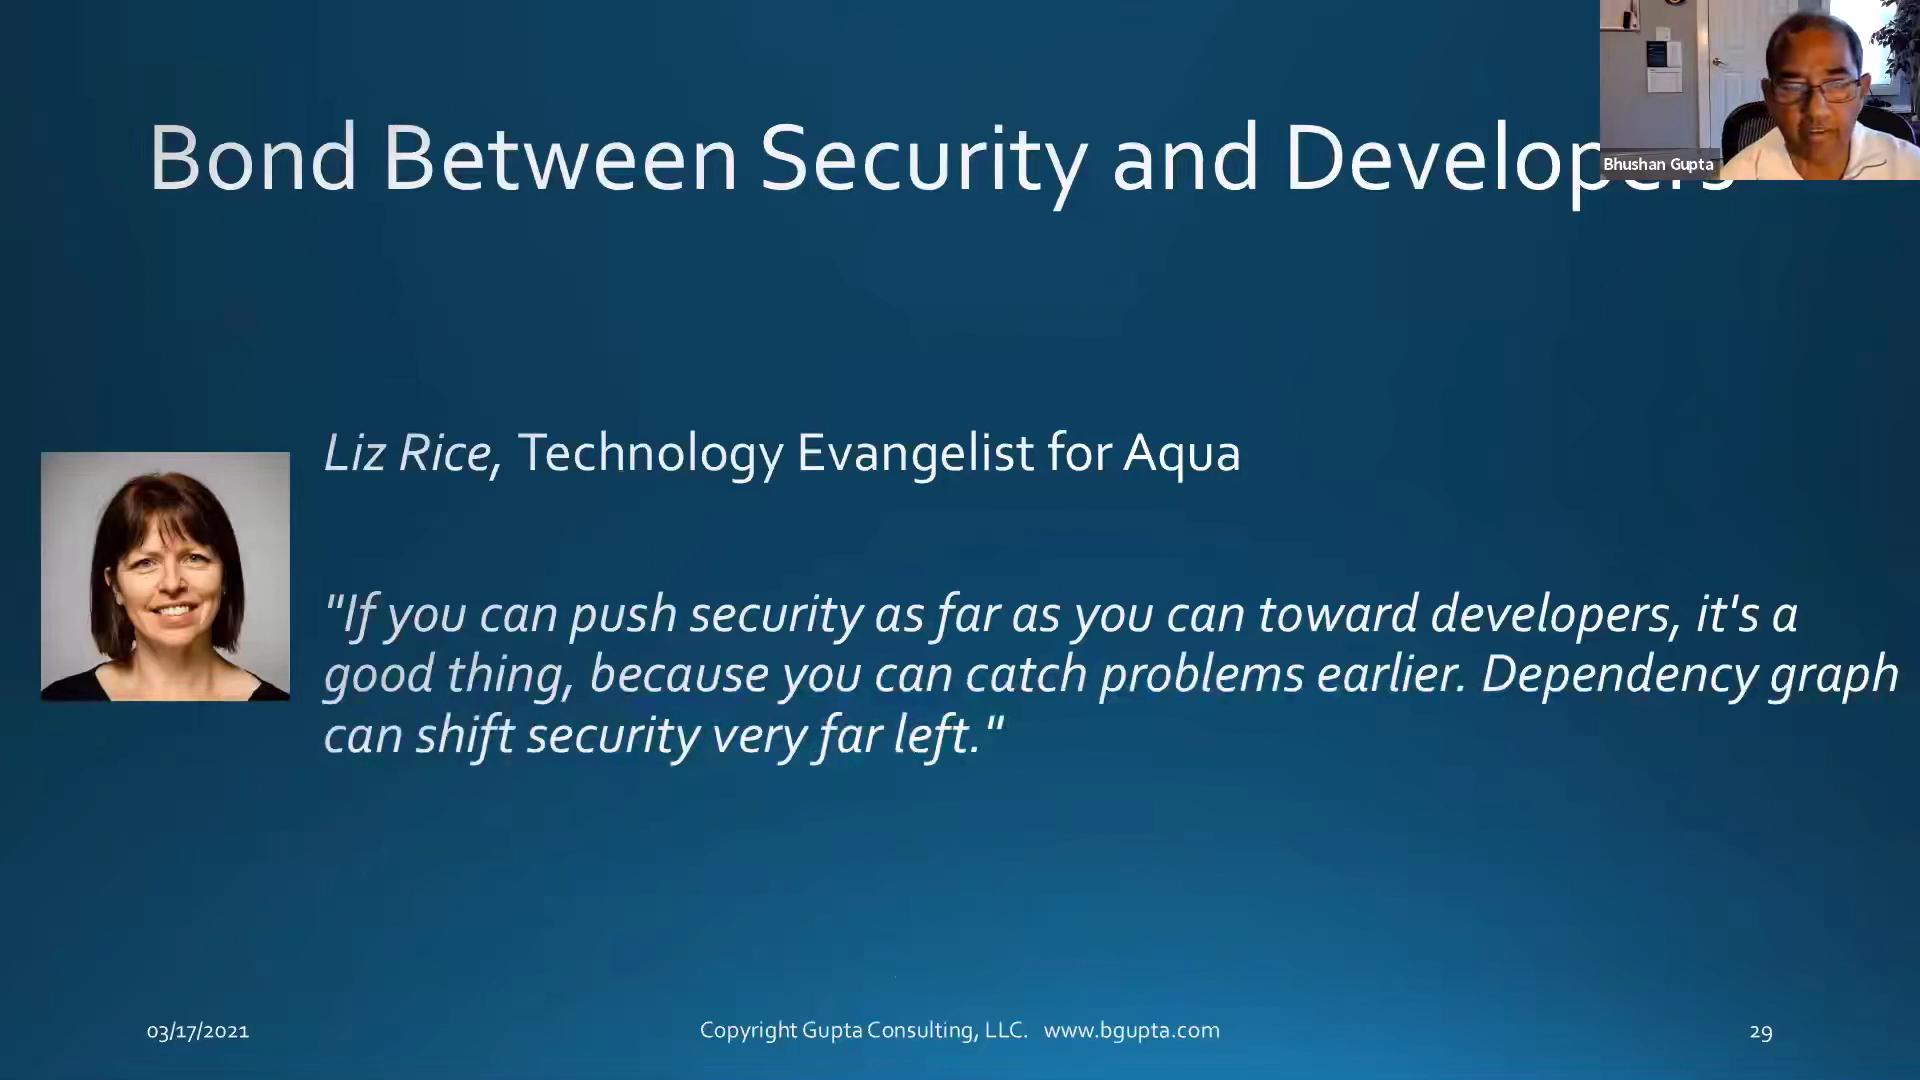 Bond Between Security and Developers
Bhushan Gupta
Liz Rice, Technology Evangelist for Aqua
"If you can push security as far as you can toward developers, it's a
good thing, because you can catch problems earlier. Dependency graph
can shift security very far left."
03/17/2021
Copyright Gupta Consulting, LLC. www.bgupta.com
29